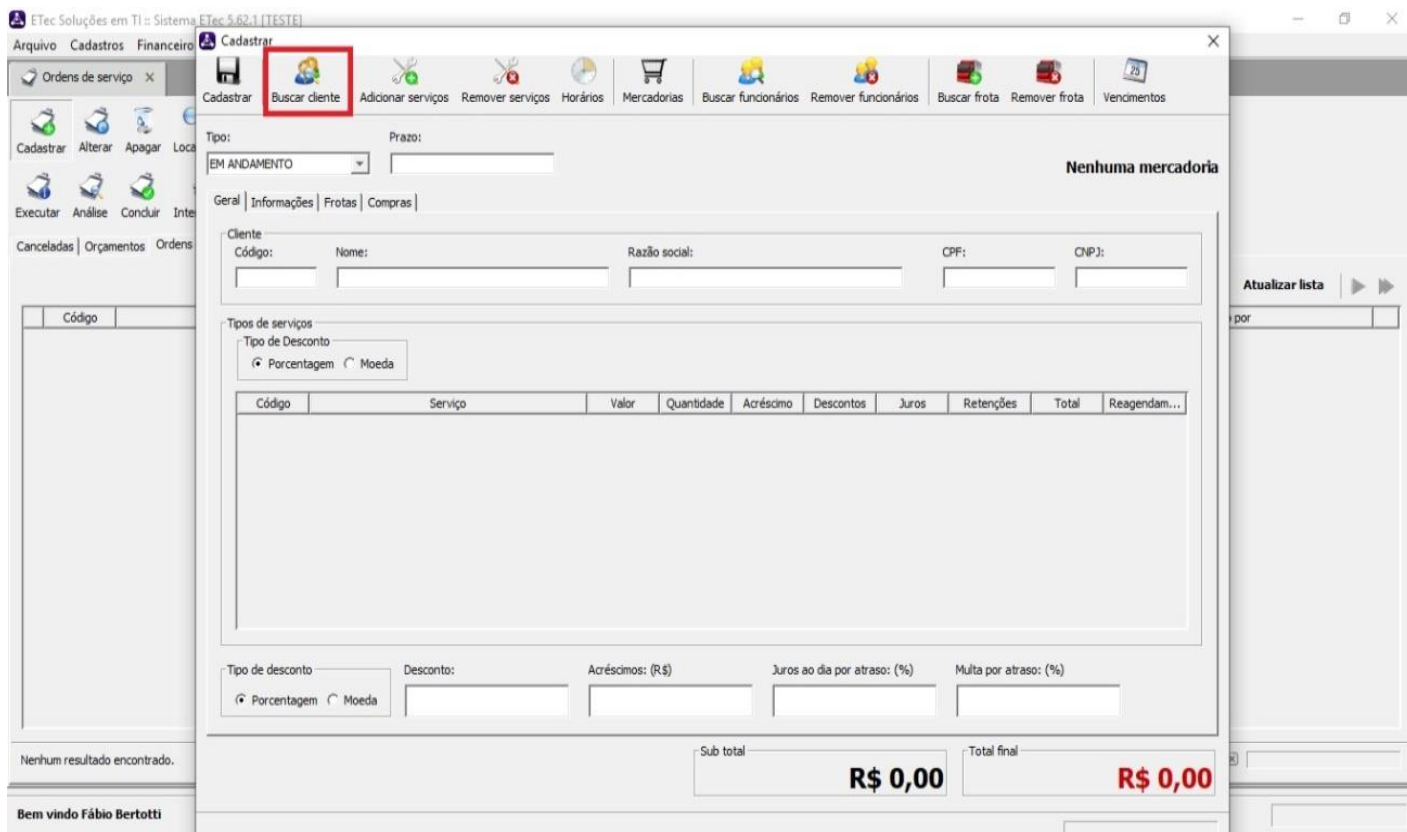 ETec Soluções em TI :: Sistema ETec 5.62.1 [TESTE]
Arquivo Cadastros Financeiro
Ordens de serviço
Cadastrar Alterar Apagar
Executar Análise Concluir
Canceladas Orçamentos Ordens
Código
Nenhum resultado encontrado.
Bem vindo Fábio Bertotti
Cadastrar
Cadastrar Buscar cliente Adicionar serviços Remover serviços Horários Mercadorias Buscar funcionários Remover funcionários Buscar frota Remover frota Vencimentos
Tipo: Prazo:
EM ANDAMENTO
Nenhuma mercadoria
Geral Informações Frotas Compras
Cliente
Código: Nome: Razão social: CPF: CNPJ:
Tipos de serviços
Tipo de Desconto
Porcentagem Moeda
Código Serviço Valor Quantidade Acréscimo Descontos Juros Retenções Total Reagendam...
Tipo de desconto Desconto: Acréscimos: (R$) Juros ao dia por atraso: (%) Multa por atraso: (%)
Porcentagem Moeda
Sub total Total final
R$ 0,00 R$ 0,00
Atualizar lista
por